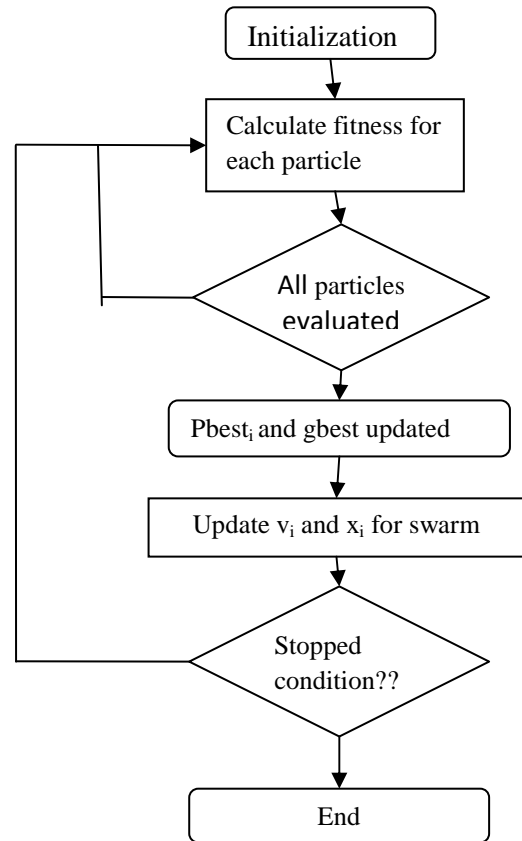 Initialization
Calculate fitness for
each particle
All particles
evaluated
Pbestᵢ and gbest updated
Update vᵢ and xᵢ for swarm
Stopped
condition??
End